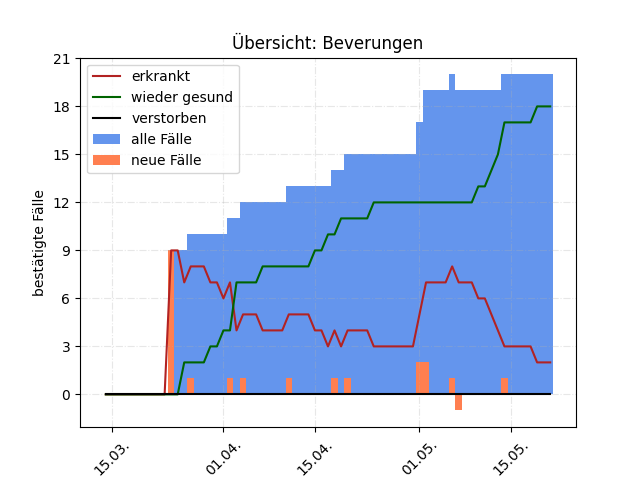 Übersicht: Beverungen
bestätigte Fälle
21
18
15
12
9
6
3
0
erkrankt
wieder gesund
verstorben
alle Fälle
neue Fälle
15.03.
01.04.
15.04.
01.05.
15.05.